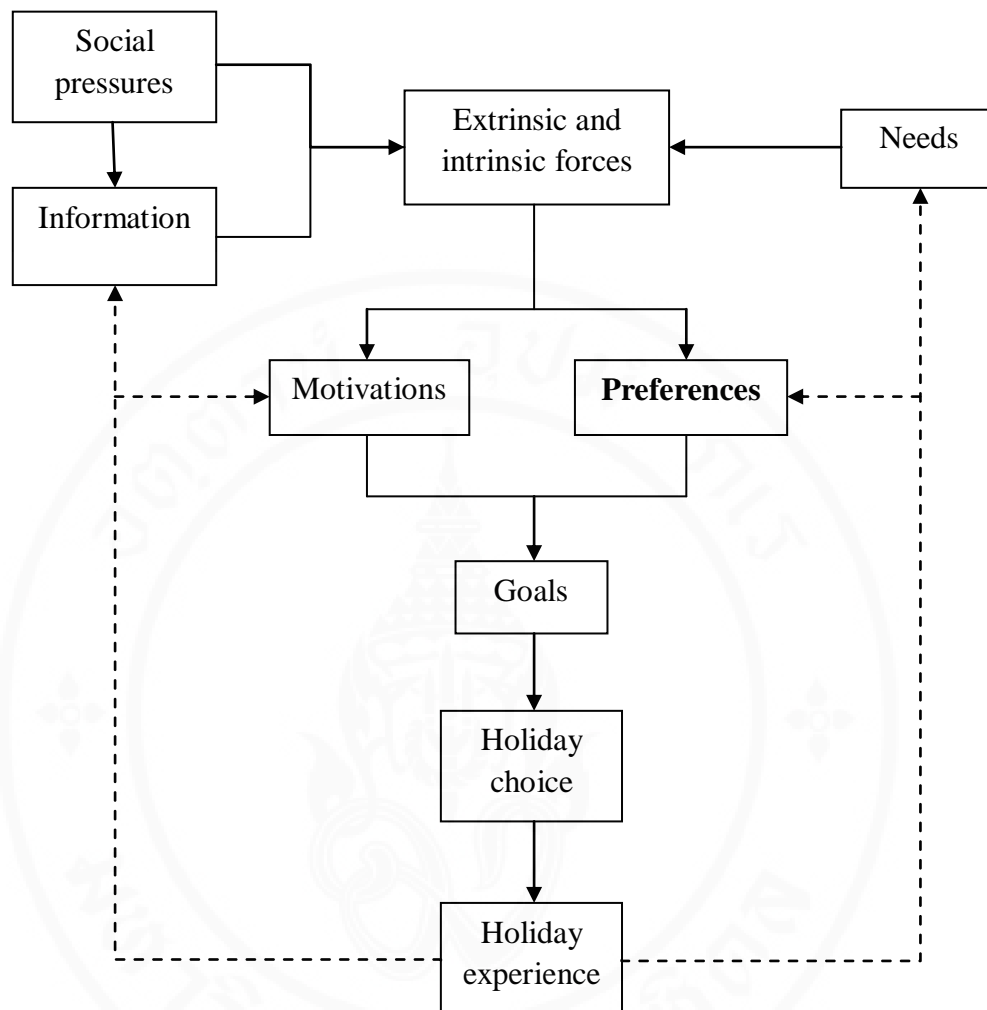 Social
pressures
Extrinsic and
intrinsic forces
Needs
Information
Motivations
Preferences
Goals
Holiday
choice
Holiday
experience